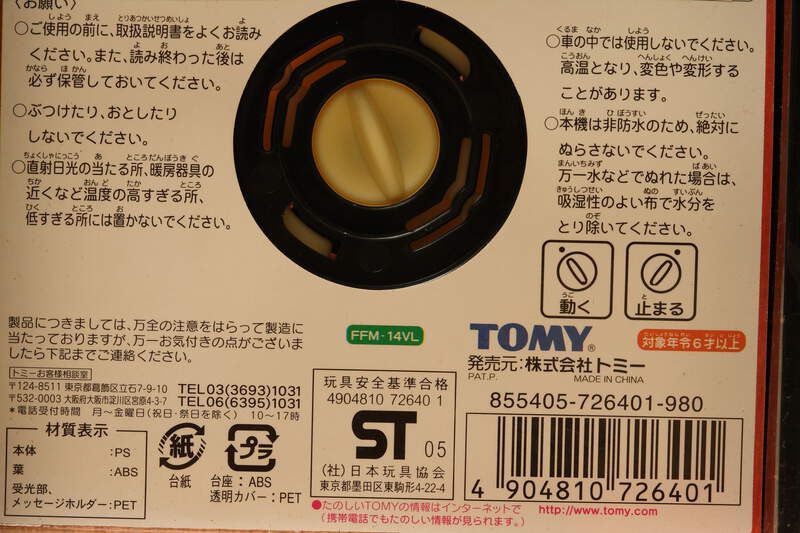 〈お願い〉
○ご使用の前に、取扱説明書をよくお読み
ください。また、読み終わった後は
必ず保管しておいてください。
○ぶつけたり、おとしたり
しないでください。
○直射日光の当たる所、暖房器具の
近くなど温度の高すぎる所、
低すぎる所には置かないでください。
○車の中では使用しないでください。
高温となり、変色や変形する
ことがあります。
○本機は非防水のため、絶対に
ぬらさないでください。
万一水などでぬれた場合は、
吸湿性のよい布で水分を
とり除いてください。
動く
止まる
製品につきましては、万全の注意をはらって製造に
当たっておりますが、万一お気付きの点がございま
したら下記までご連絡ください。
FFM-14VL
TOMY®
対象年令6才以上
発売元:株式会社トミー
PAT.P.
MADE IN CHINA
トミーお客様相談室
〒124-8511 東京都葛飾区立石7-9-10 TEL03(3693)1031
〒532-0003 大阪府大阪市淀川区宮原4-3-7 TEL06(6395)1031
*電話受付時間 月〜金曜日(祝日・祭日を除く) 10〜17時
材質表示
本体 :PS
葉 :ABS
受光部、
メッセージホルダー:PET
紙
台紙
プラ
台座:ABS
透明カバー:PET
玩具安全基準合格
4904810 72640 1
ST 05
(社)日本玩具協会
東京都墨田区東駒形4-22-4
●たのしいTOMYの情報はインターネットで
(携帯電話でもたのしい情報が見られます。)
855405-726401-980
4 904810 726401
http://www.tomy.com